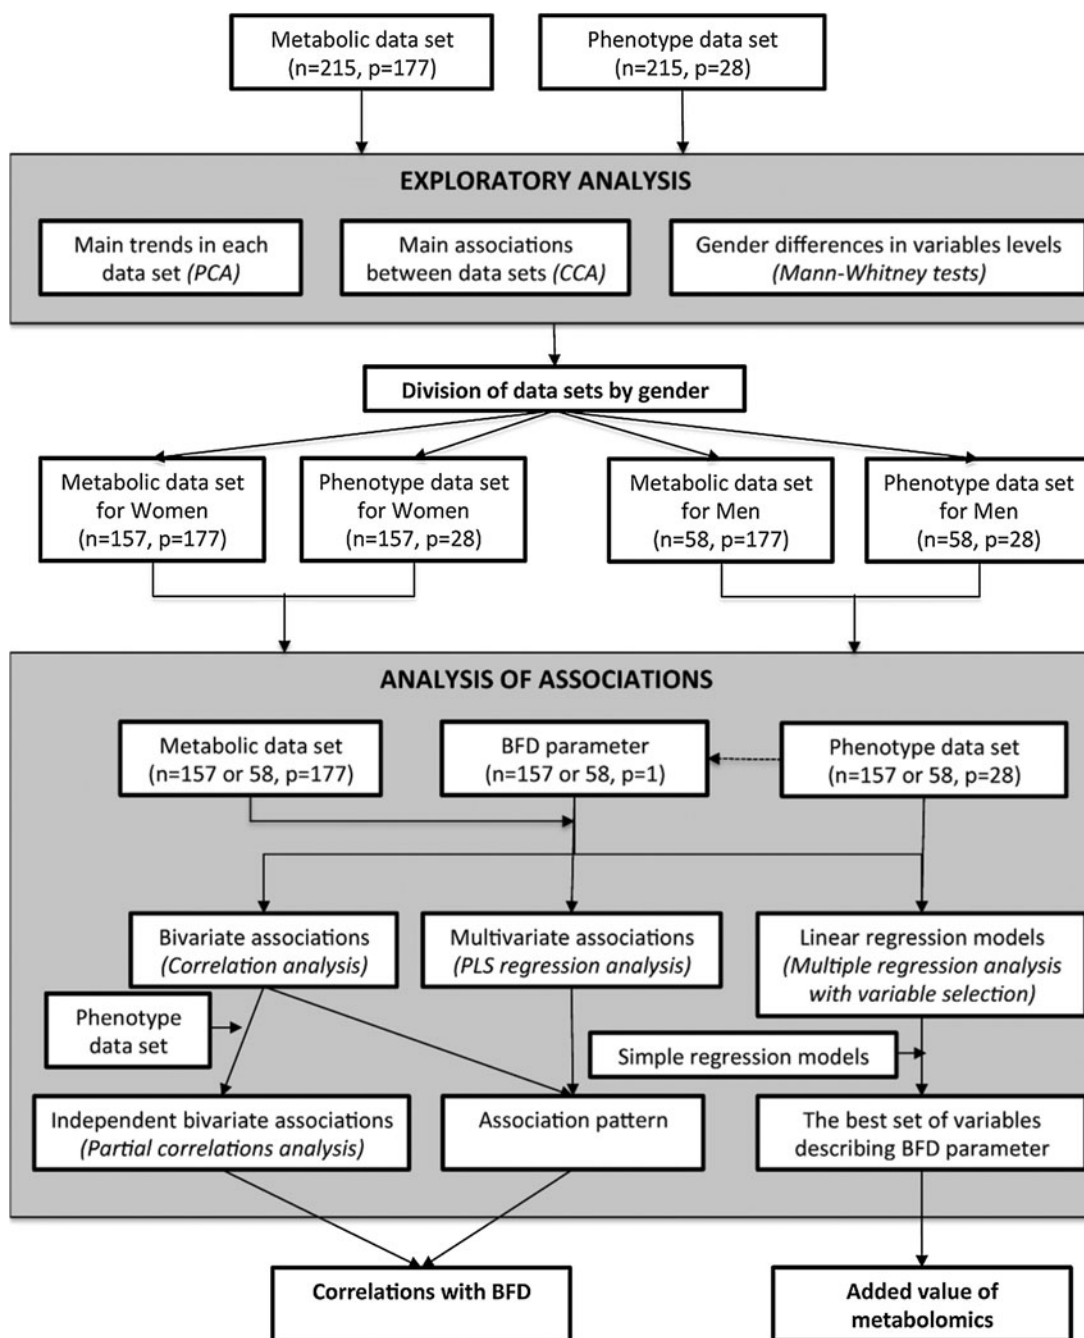 Metabolic data set
(n=215, p=177)
Phenotype data set
(n=215, p=28)
EXPLORATORY ANALYSIS
Main trends in each
data set (PCA)
Main associations
between data sets (CCA)
Gender differences in variables levels
(Mann-Whitney tests)
Division of data sets by gender
Metabolic data set
for Women
(n=157, p=177)
Phenotype data set
for Women
(n=157, p=28)
Metabolic data set
for Men
(n=58, p=177)
Phenotype data set
for Men
(n=58, p=28)
ANALYSIS OF ASSOCIATIONS
Metabolic data set
(n=157 or 58, p=177)
BFD parameter
(n=157 or 58, p=1)
Phenotype data set
(n=157 or 58, p=28)
Bivariate associations
(Correlation analysis)
Multivariate associations
(PLS regression analysis)
Linear regression models
(Multiple regression analysis
with variable selection)
Phenotype
data set
Simple regression models
Independent bivariate associations
(Partial correlations analysis)
Association pattern
The best set of variables
describing BFD parameter
Correlations with BFD
Added value of
metabolomics